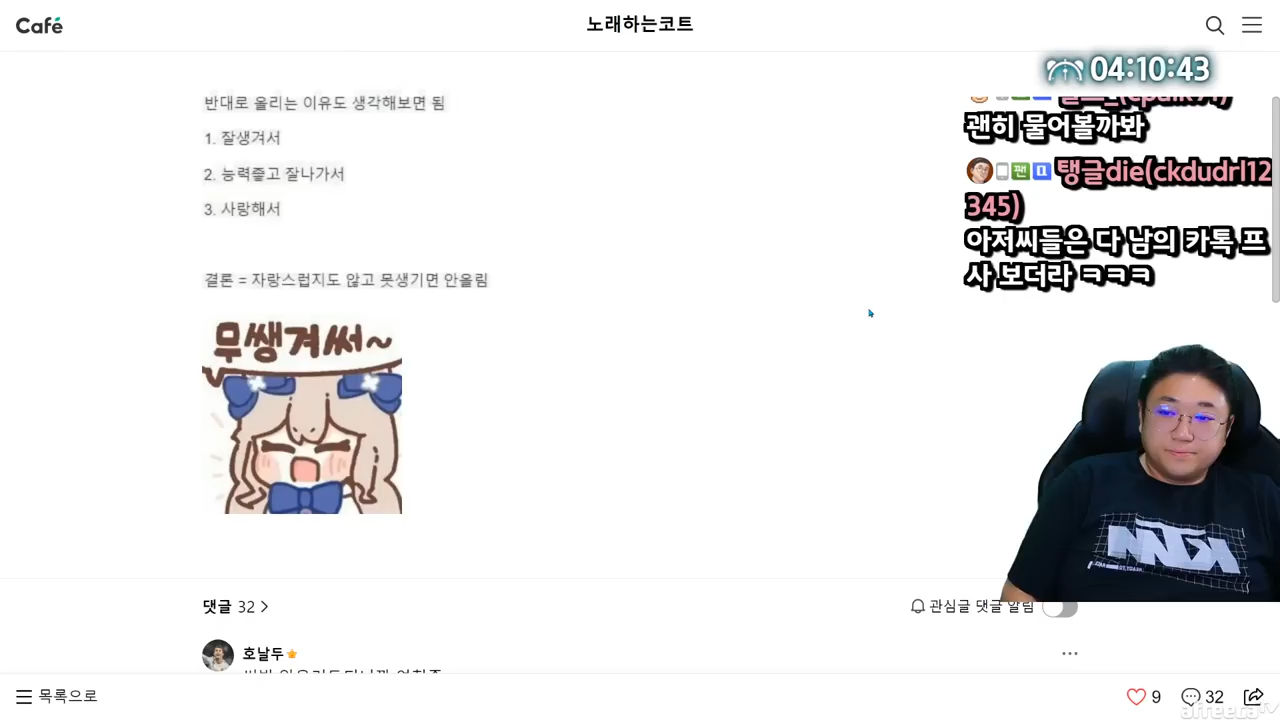 Café
노래하는코트
04:10:43
반대로 올리는 이유도 생각해보면 됨
1. 잘생겨서
2. 능력좋고 잘나가서
3. 사랑해서
결론 = 자랑스럽지도 않고 못생기면 안올림
무쌩겨써~
괜히 물어볼까봐
짼
탱글die(ckdudrl12
345)
아저씨들은 다 남의 카톡 프
사 보더라 ㅋㅋㅋ
댓글 32
관심글 댓글 알림
호날두
목록으로
9
32
afreecaTV